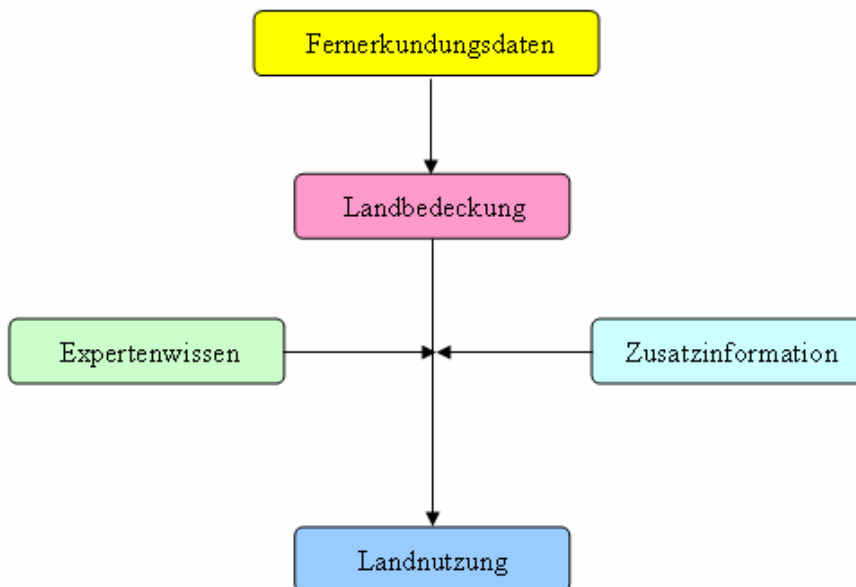 Fernerkundungsdaten
Landbedeckung
Expertenwissen
Zusatzinformation
Landnutzung